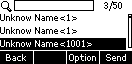 3/50
Unknow Name<1>
Unknow Name<1>
Unknow Name<1001>
Back Option Send